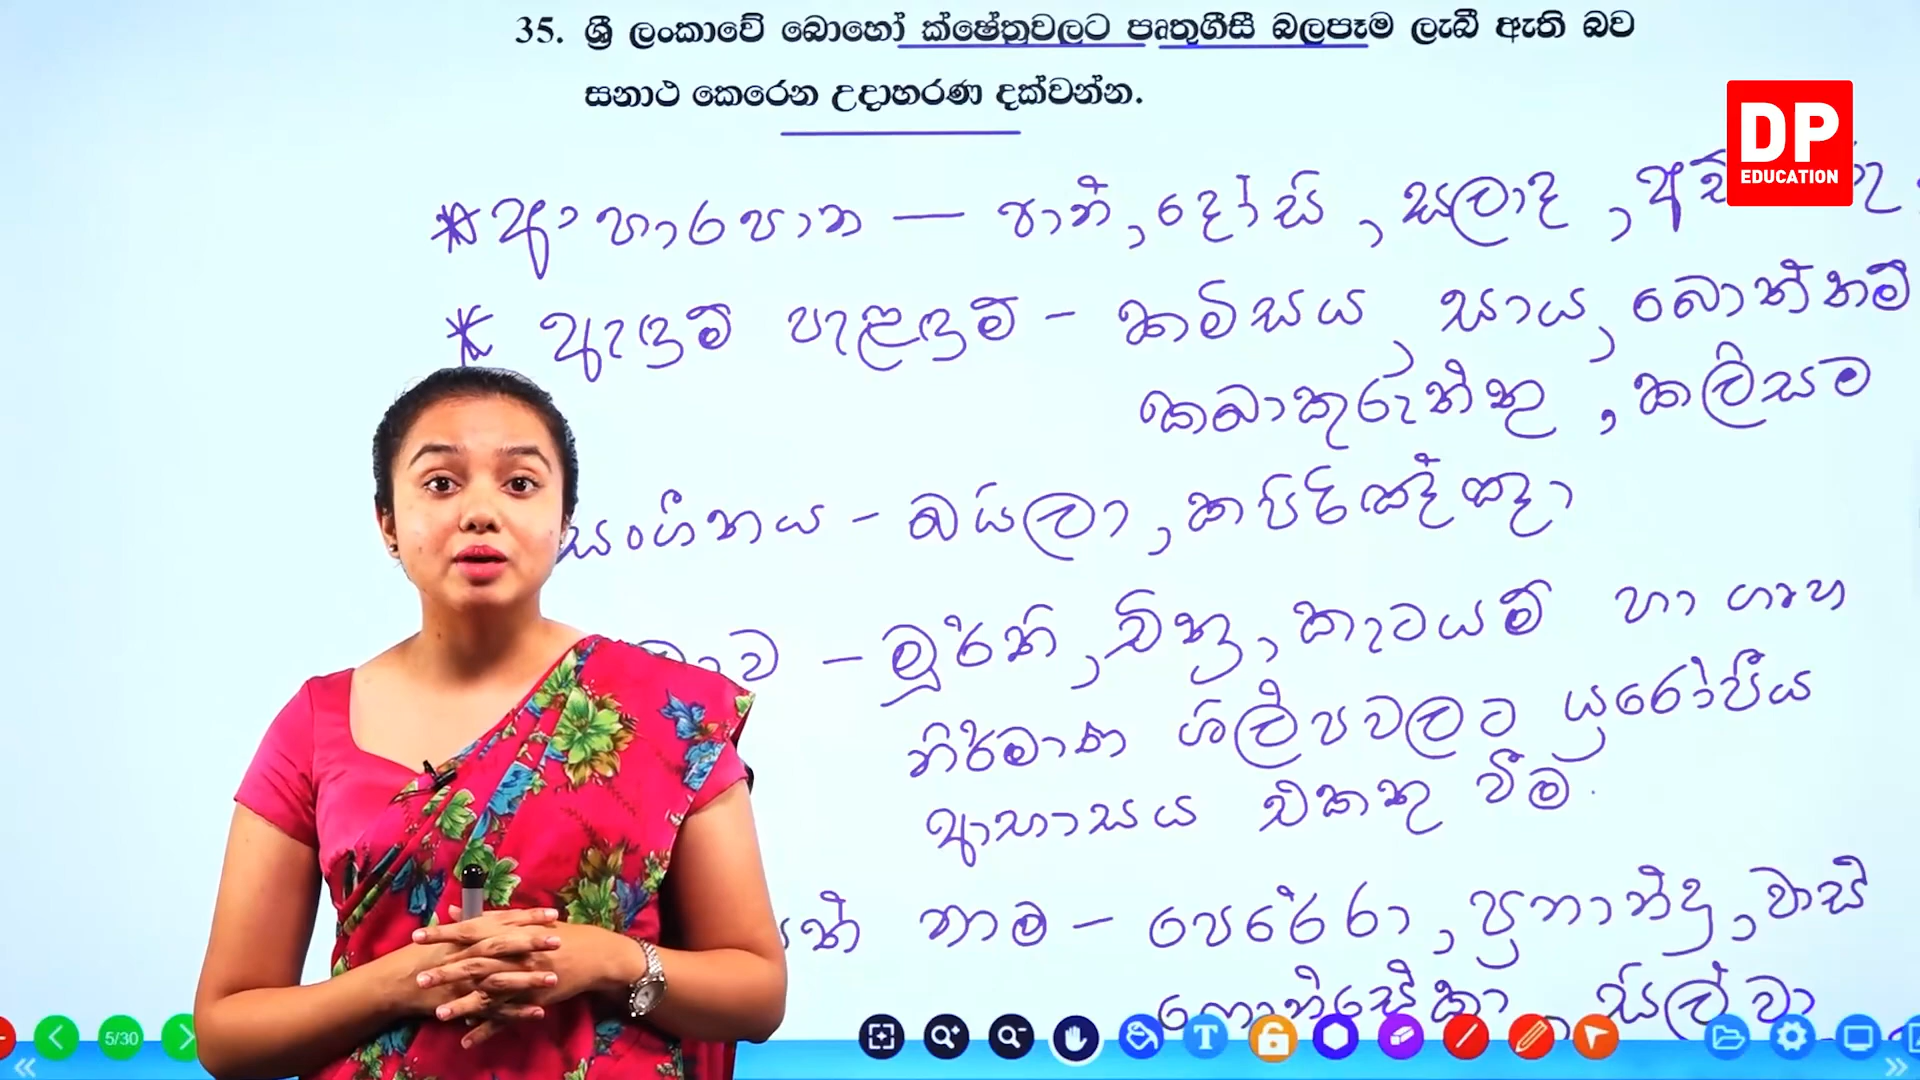 35. ශ්‍රී ලංකාවේ බොහෝ ක්ෂේත්‍රවලට පෘතුගීසී බලපෑම ලැබී ඇති බව
සනාථ කෙරෙන උදාහරණ දක්වන්න.
DP
EDUCATION
* ආහාරපාන — පාන්, දෝසි, සලාද,
* ඇඳුම් පැළඳුම් - කමිසය, සාය, බොත්තම්
කබාකුරුත්තු, කලිසම
සංගීතය - බයිලා, කපිරිඤ්ඤා
- මූර්ති, චිත්‍ර, කැටයම් හා ගෘහ
නිර්මාණ ශිල්පවලට යුරෝපීය
ආභාසය එකතු වීම.
නාම - පෙරේරා, ප්‍රනාන්දු, වාස්
ෆොන්සේකා, සිල්වා
5/30
T